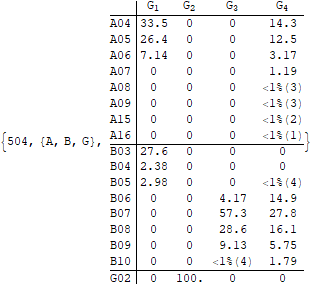 G₁ G₂ G₃ G₄
A04 33.5 0 0 14.3
A05 26.4 0 0 12.5
A06 7.14 0 0 3.17
A07 0 0 0 1.19
A08 0 0 0 <1%(3)
A09 0 0 0 <1%(3)
A15 0 0 0 <1%(2)
A16 0 0 0 <1%(1)
{504, {A, B, G}, }
B03 27.6 0 0 0
B04 2.38 0 0 0
B05 2.98 0 0 <1%(4)
B06 0 0 4.17 14.9
B07 0 0 57.3 27.8
B08 0 0 28.6 16.1
B09 0 0 9.13 5.75
B10 0 0 <1%(4) 1.79
G02 0 100. 0 0